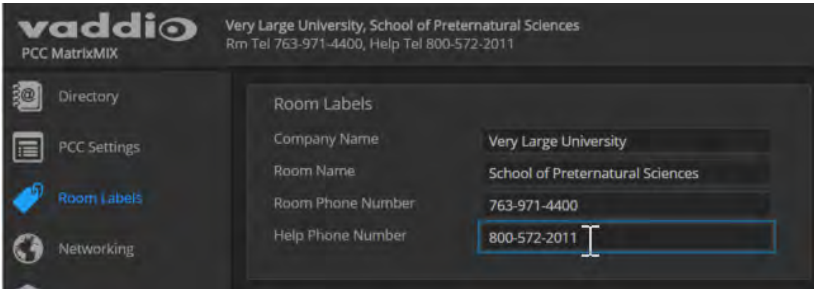 vaddio
PCC MatrixMIX
Very Large University, School of Preternatural Sciences
Rm Tel 763-971-4400, Help Tel 800-572-2011
Directory
PCC Settings
Room Labels
Networking
Room Labels
Company Name Very Large University
Room Name School of Preternatural Sciences
Room Phone Number 763-971-4400
Help Phone Number 800-572-2011